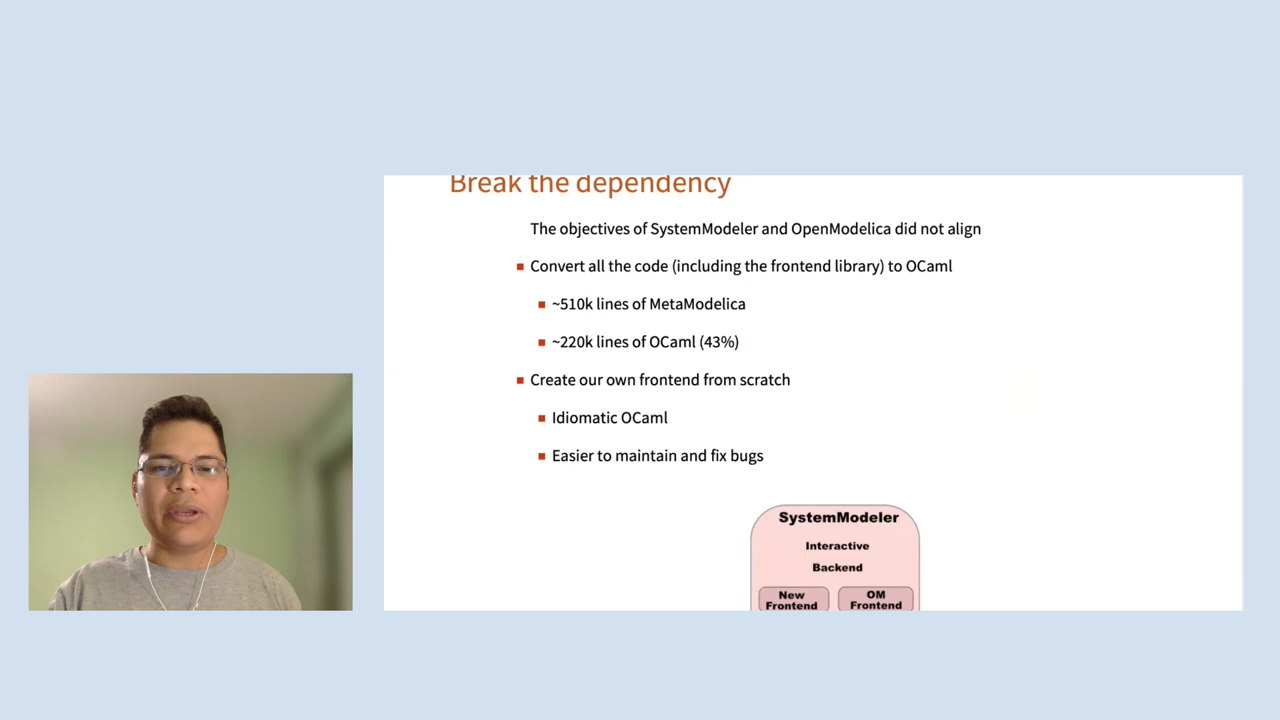 Break the dependency
The objectives of SystemModeler and OpenModelica did not align
Convert all the code (including the frontend library) to OCaml
~510k lines of MetaModelica
~220k lines of OCaml (43%)
Create our own frontend from scratch
Idiomatic OCaml
Easier to maintain and fix bugs
SystemModeler
Interactive
Backend
New
Frontend
OM
Frontend